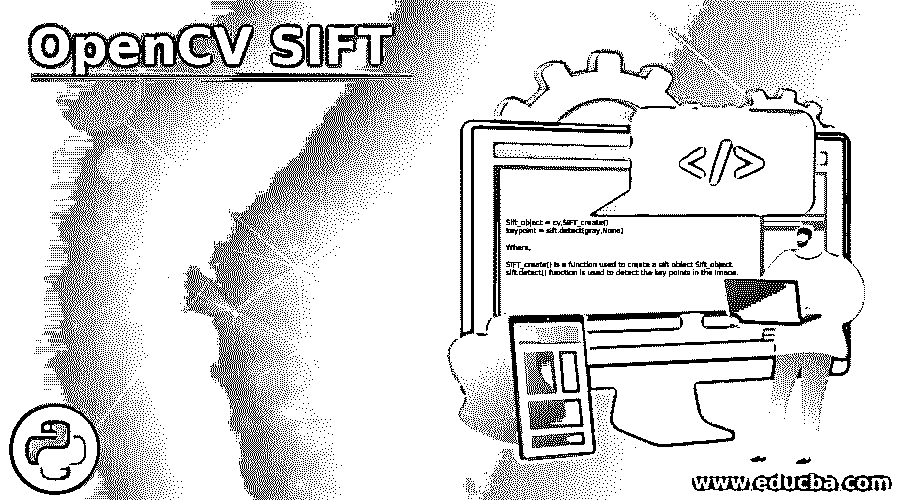 OpenCV SIFT
</>
Sift_object = cv.SIFT_create()
keypoint = sift.detect(gray,None)
Where,
SIFT_create() is a function used to create a sift object Sift_object.
sift.detect() function is used to detect the key points in the image.
www.educba.com